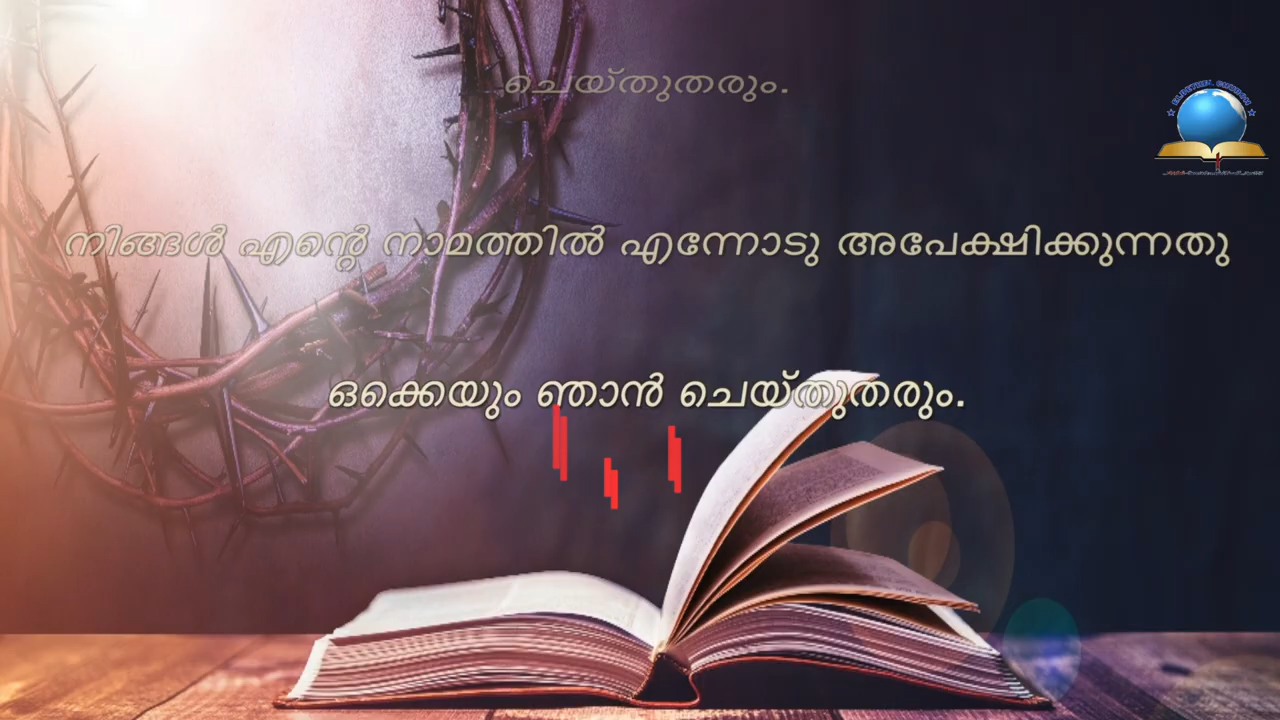 ചെയ്തുതരും.
നിങ്ങൾ എന്റെ നാമത്തിൽ എന്നോടു അപേക്ഷിക്കുന്നതു
ഒക്കെയും ഞാൻ ചെയ്തുതരും.